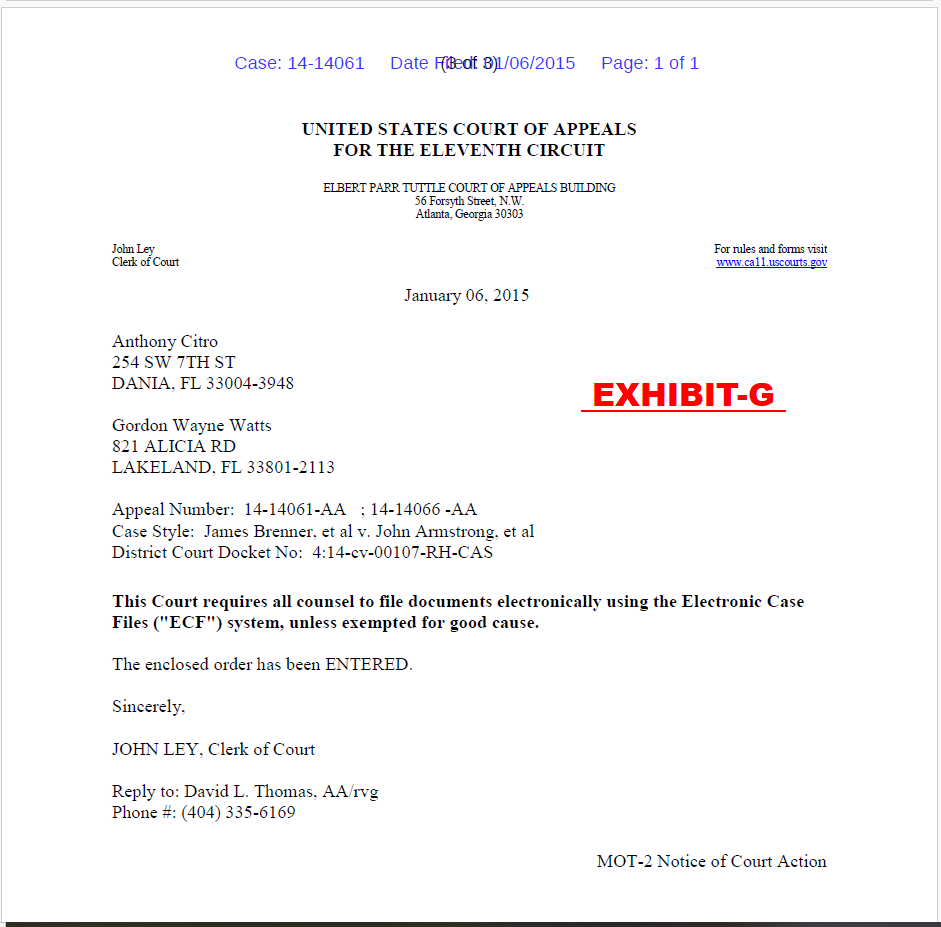 Case: 14-14061 Date Filed: 01/06/2015 Page: 1 of 1
(3 of 3)
UNITED STATES COURT OF APPEALS
FOR THE ELEVENTH CIRCUIT
ELBERT PARR TUTTLE COURT OF APPEALS BUILDING
56 Forsyth Street, N.W.
Atlanta, Georgia 30303
John Ley
Clerk of Court
For rules and forms visit
www.ca11.uscourts.gov
January 06, 2015
Anthony Citro
254 SW 7TH ST
DANIA, FL 33004-3948
EXHIBIT-G
Gordon Wayne Watts
821 ALICIA RD
LAKELAND, FL 33801-2113
Appeal Number: 14-14061-AA ; 14-14066 -AA
Case Style: James Brenner, et al v. John Armstrong, et al
District Court Docket No: 4:14-cv-00107-RH-CAS
This Court requires all counsel to file documents electronically using the Electronic Case
Files ("ECF") system, unless exempted for good cause.
The enclosed order has been ENTERED.
Sincerely,
JOHN LEY, Clerk of Court
Reply to: David L. Thomas, AA/rvg
Phone #: (404) 335-6169
MOT-2 Notice of Court Action